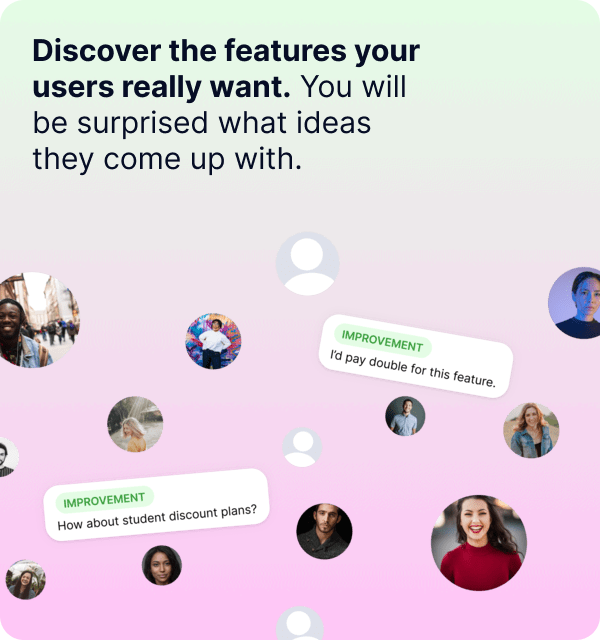 Discover the features your
users really want. You will
be surprised what ideas
they come up with.
IMPROVEMENT
I'd pay double for this feature.
IMPROVEMENT
How about student discount plans?